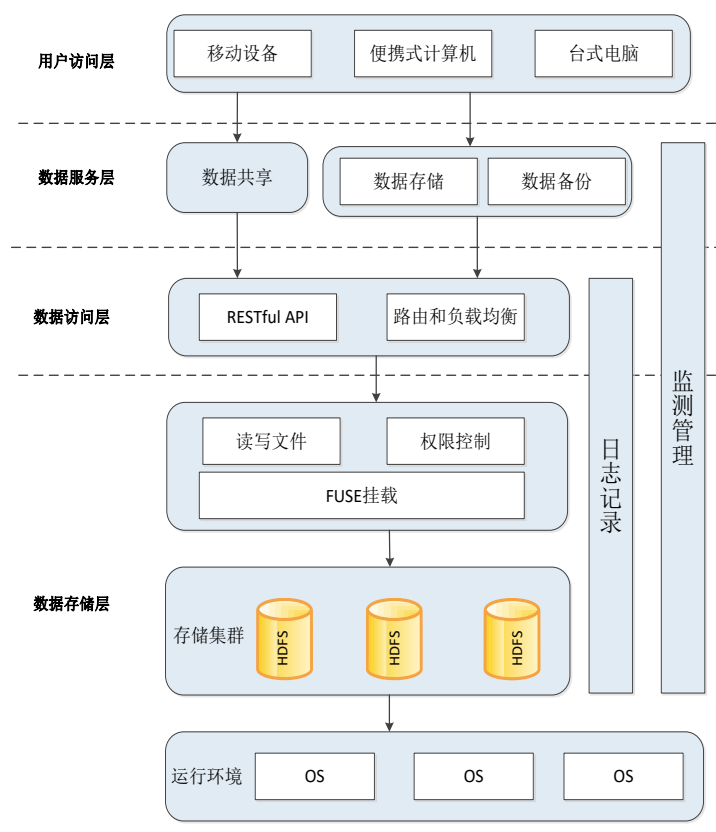 用户访问层
移动设备
便携式计算机
台式电脑
数据服务层
数据共享
数据存储
数据备份
数据访问层
RESTful API
路由和负载均衡
监测管理
日志记录
读写文件
权限控制
FUSE挂载
数据存储层
存储集群
HDFS
HDFS
HDFS
运行环境
OS
OS
OS